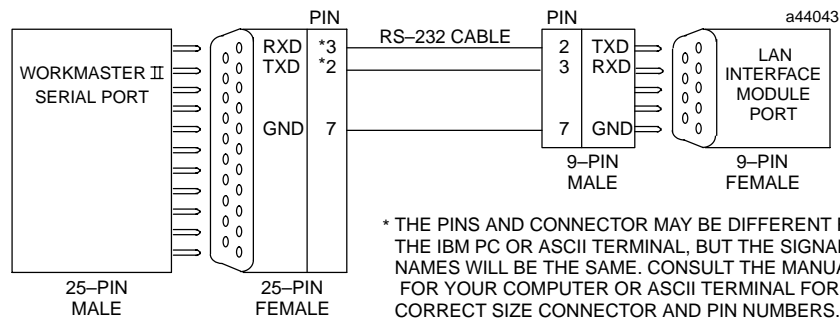 PIN PIN a44043
RS–232 CABLE
WORKMASTER II
SERIAL PORT
RXD *3
TXD *2
GND 7
2 TXD
3 RXD
7 GND
LAN
INTERFACE
MODULE
PORT
9–PIN
MALE
9–PIN
FEMALE
25–PIN
MALE
25–PIN
FEMALE
* THE PINS AND CONNECTOR MAY BE DIFFERENT
THE IBM PC OR ASCII TERMINAL, BUT THE
NAMES WILL BE THE SAME. CONSULT THE
FOR YOUR COMPUTER OR ASCII TERMINAL FOR
CORRECT SIZE CONNECTOR AND PIN NUMBERS.